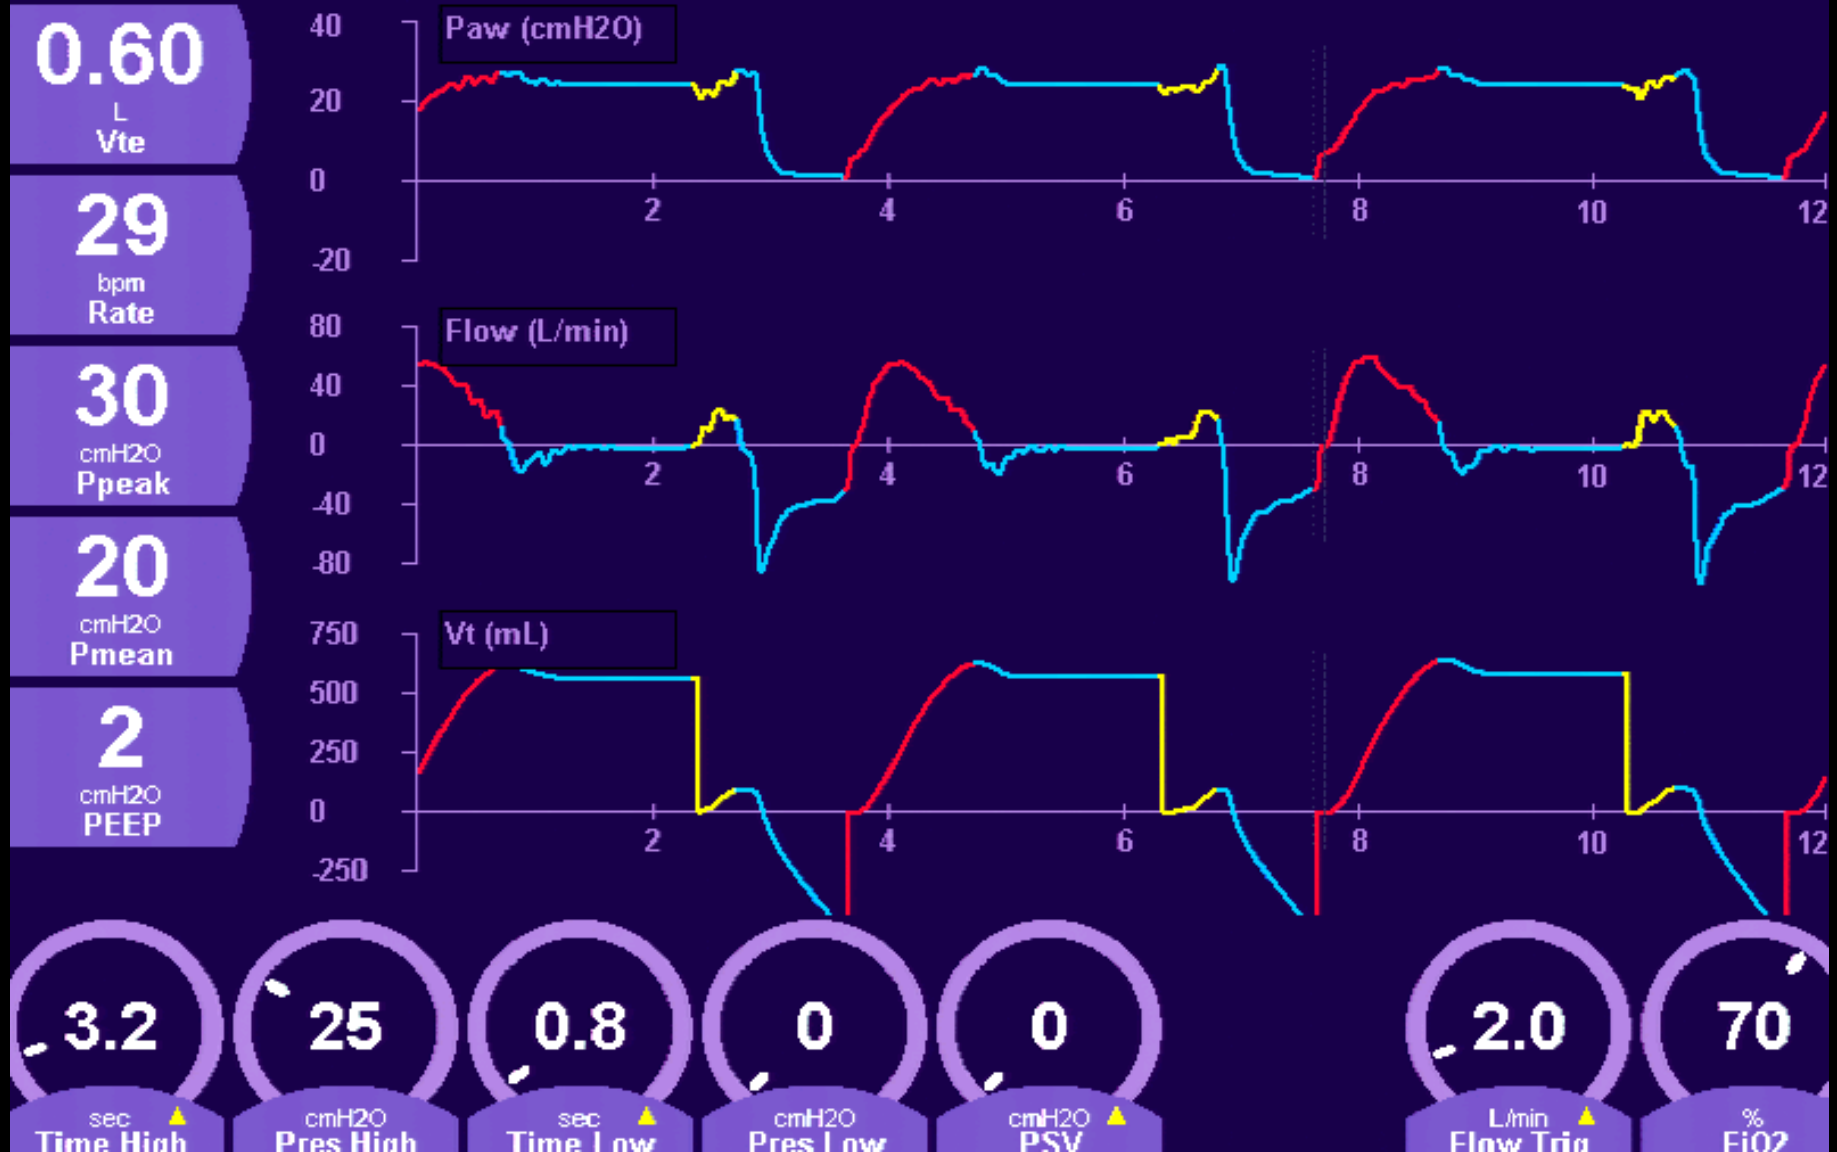 0.60
L
Vte
29
bpm
Rate
30
cmH2O
Ppeak
20
cmH2O
Pmean
2
cmH2O
PEEP
Paw (cmH2O)
40
20
0
-20
2 4 6 8 10 12
Flow (L/min)
80
40
0
-40
-80
2 4 6 8 10 12
Vt (mL)
750
500
250
0
-250
2 4 6 8 10 12
3.2
sec
Time High
25
cmH2O
Pres High
0.8
sec
Time Low
0
cmH2O
Pres Low
0
cmH2O
PSV
2.0
L/min
Flow Trig
70
%
FiO2